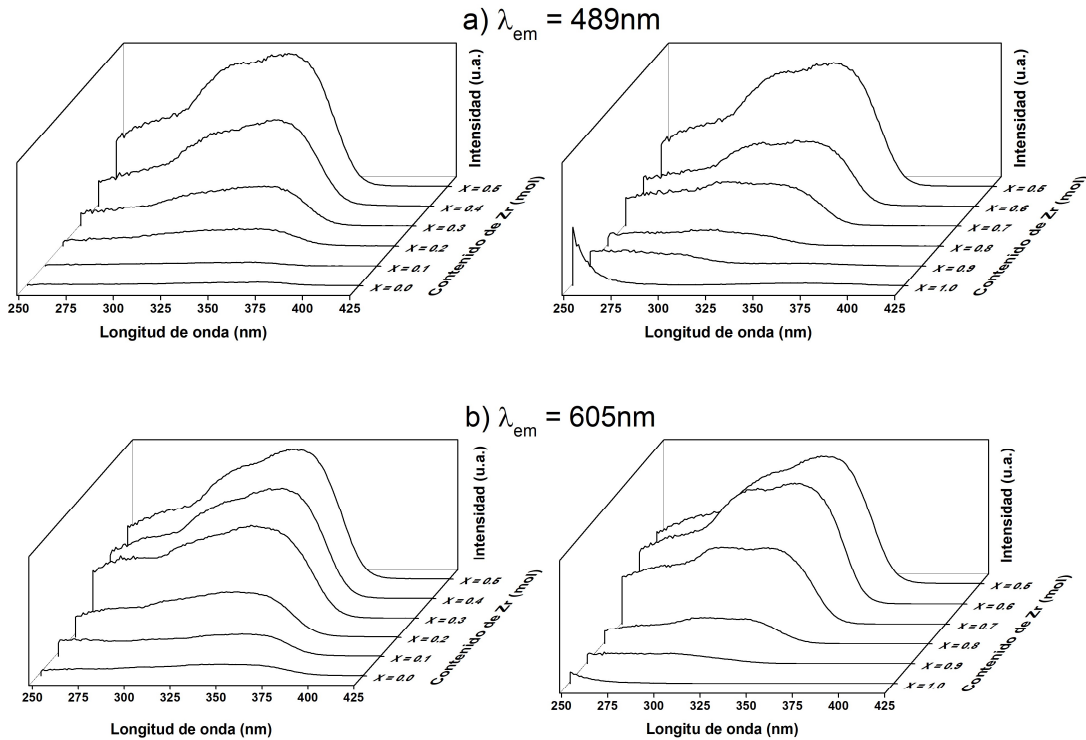 a) λem = 489nm
Intensidad (u.a.)
X = 0.5
X = 0.4
X = 0.3
X = 0.2
X = 0.1
X = 0.0
Contenido de Zr (mol)
250 275 300 325 350 375 400 425
Longitud de onda (nm)
Intensidad (u.a.)
X = 0.5
X = 0.6
X = 0.7
X = 0.8
X = 0.9
X = 1.0
Contenido de Zr (mol)
250 275 300 325 350 375 400 425
Longitud de onda (nm)
b) λem = 605nm
Intensidad (u.a.)
X = 0.5
X = 0.4
X = 0.3
X = 0.2
X = 0.1
X = 0.0
Contenido de Zr (mol)
250 275 300 325 350 375 400 425
Longitud de onda (nm)
Intensidad (u.a.)
X = 0.5
X = 0.6
X = 0.7
X = 0.8
X = 0.9
X = 1.0
Contenido de Zr (mol)
250 275 300 325 350 375 400 425
Longitu de onda (nm)